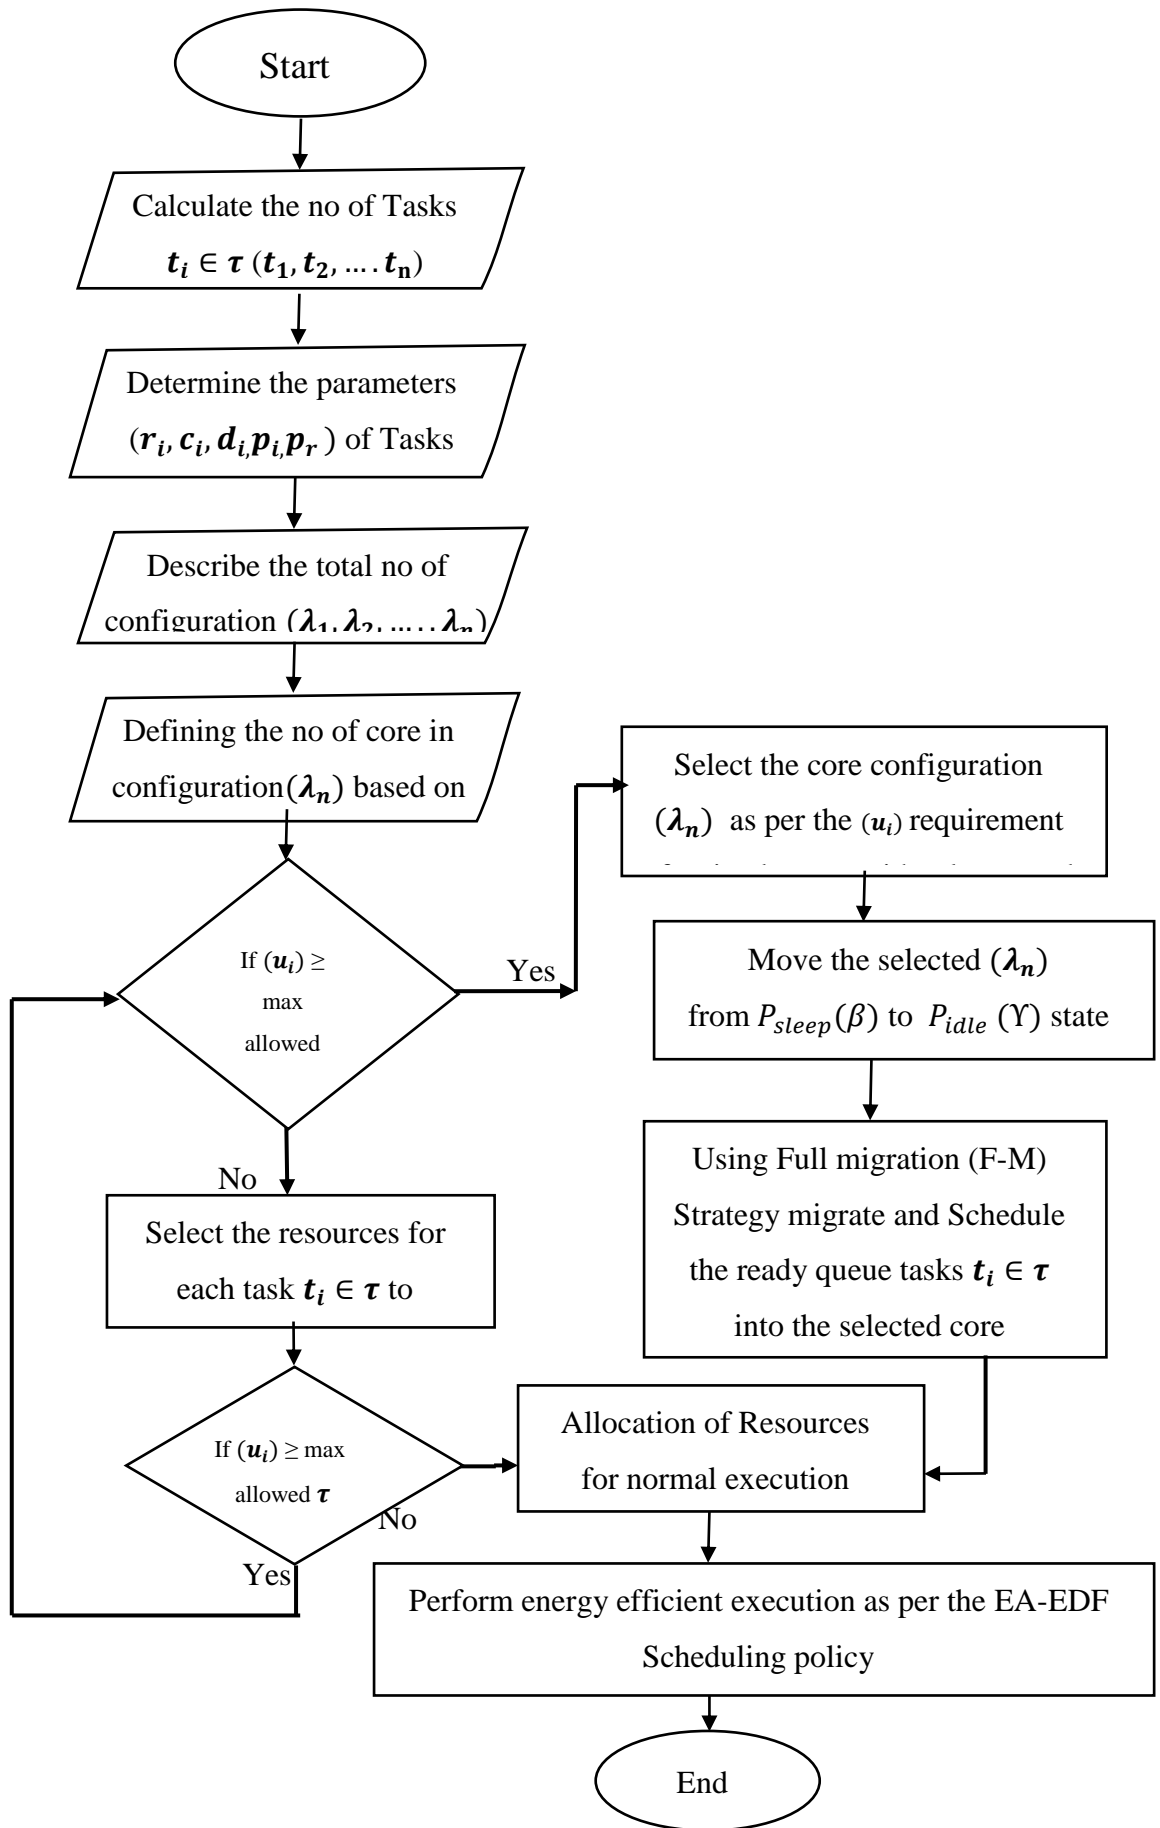 Start
Calculate the no of Tasks
t_i ∈ τ (t_1, t_2, … . t_n)
Determine the parameters
(r_i, c_i, d_i, p_i, p_r ) of Tasks
Describe the total no of
configuration (λ_1, λ_2, … . . λ_n)
Defining the no of core in
configuration(λ_n) based on
If (u_i) ≥
max
allowed
Yes
No
Select the core configuration
(λ_n) as per the (u_i) requirement
Move the selected (λ_n)
from P_sleep(β) to P_idle (ϒ) state
Using Full migration (F-M)
Strategy migrate and Schedule
the ready queue tasks t_i ∈ τ
into the selected core
Select the resources for
each task t_i ∈ τ to
If (u_i) ≥ max
allowed τ
No
Yes
Allocation of Resources
for normal execution
Perform energy efficient execution as per the EA-EDF
Scheduling policy
End